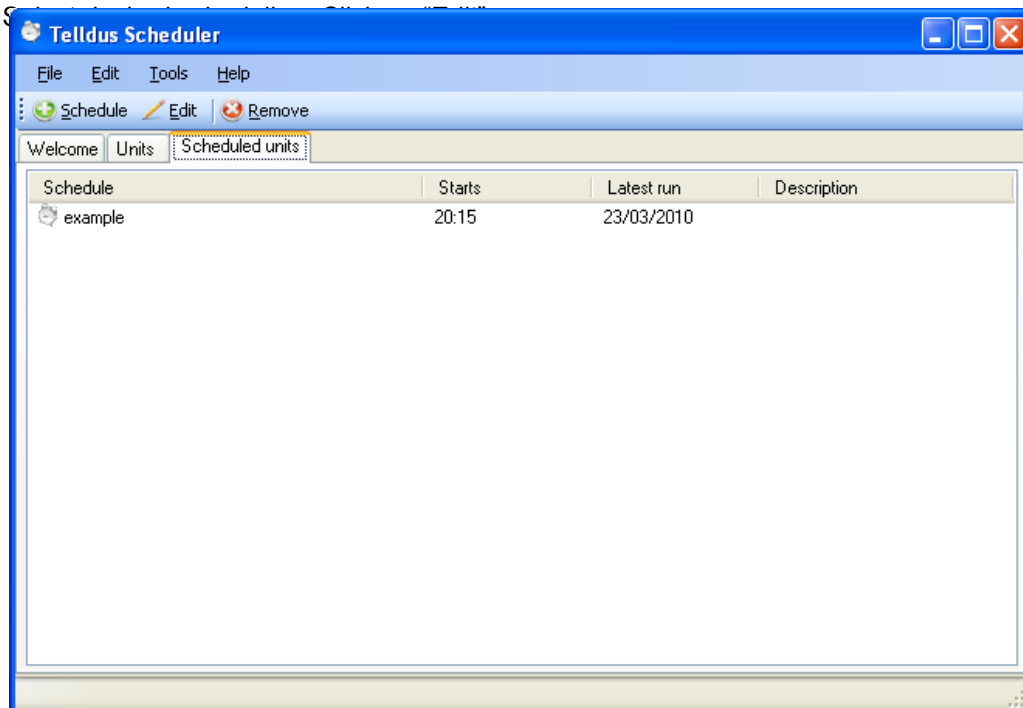 Telldus Scheduler
File Edit Tools Help
Schedule Edit Remove
Welcome Units Scheduled units
Schedule Starts Latest run Description
example 20:15 23/03/2010